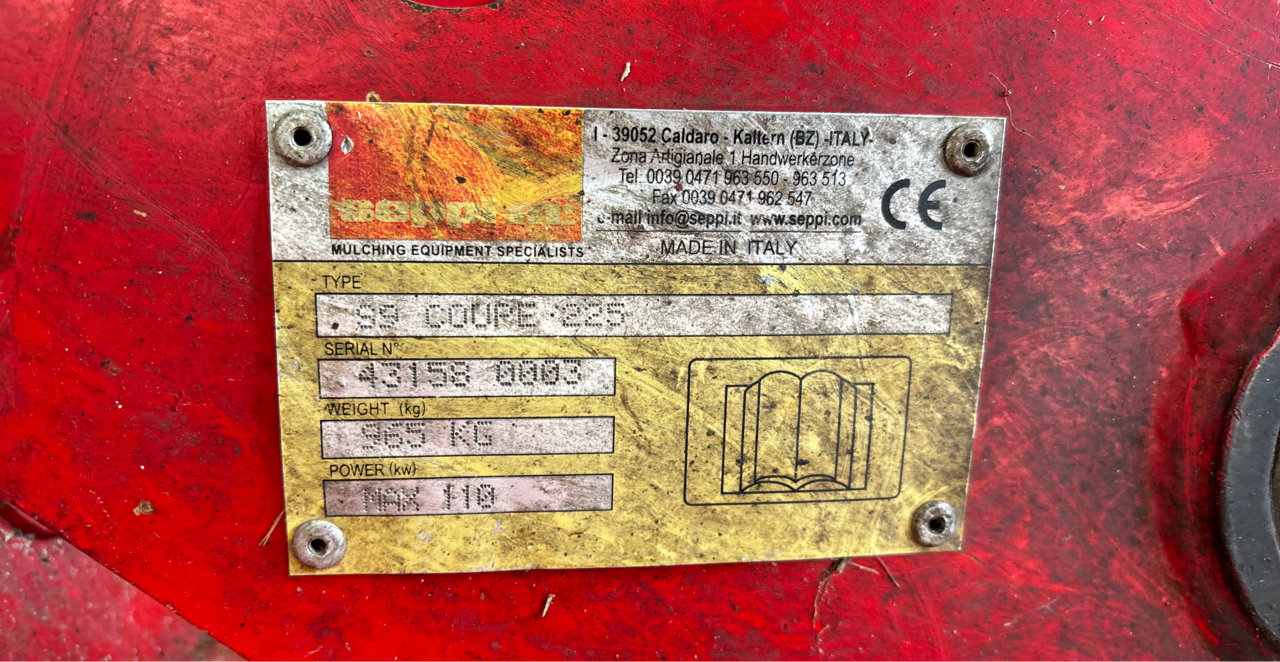 I - 39052 Caldaro - Kaltern (BZ) -ITALY-
Zona Artigianale 1 Handwerkerzone
Tel. 0039 0471 963 550 - 963 513
Fax 0039 0471 962 547
e-mail info@seppi.it www.seppi.com
MADE IN ITALY
CE
seppi m.
MULCHING EQUIPMENT SPECIALISTS
TYPE
S9 COUPE 225
SERIAL N°
43158 0003
WEIGHT (kg)
965 KG
POWER (kw)
MAX 110